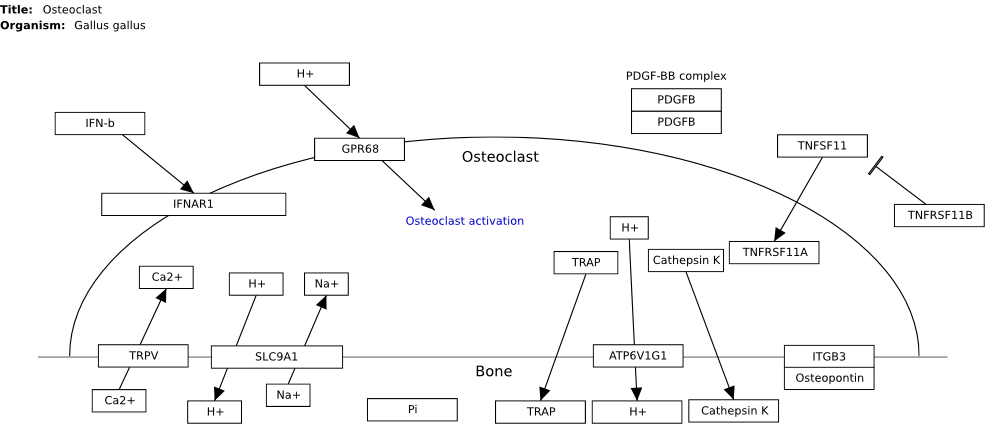 Title: Osteoclast
Organism: Gallus gallus
H+
PDGF-BB complex
PDGFB
PDGFB
IFN-b
GPR68
TNFSF11
Osteoclast
IFNAR1
TNFRSF11B
Osteoclast activation
H+
TNFRSF11A
TRAP
Cathepsin K
Ca2+
H+
Na+
TRPV
SLC9A1
ATP6V1G1
ITGB3
Bone
Osteopontin
Ca2+
Na+
H+
Pi
TRAP
H+
Cathepsin K